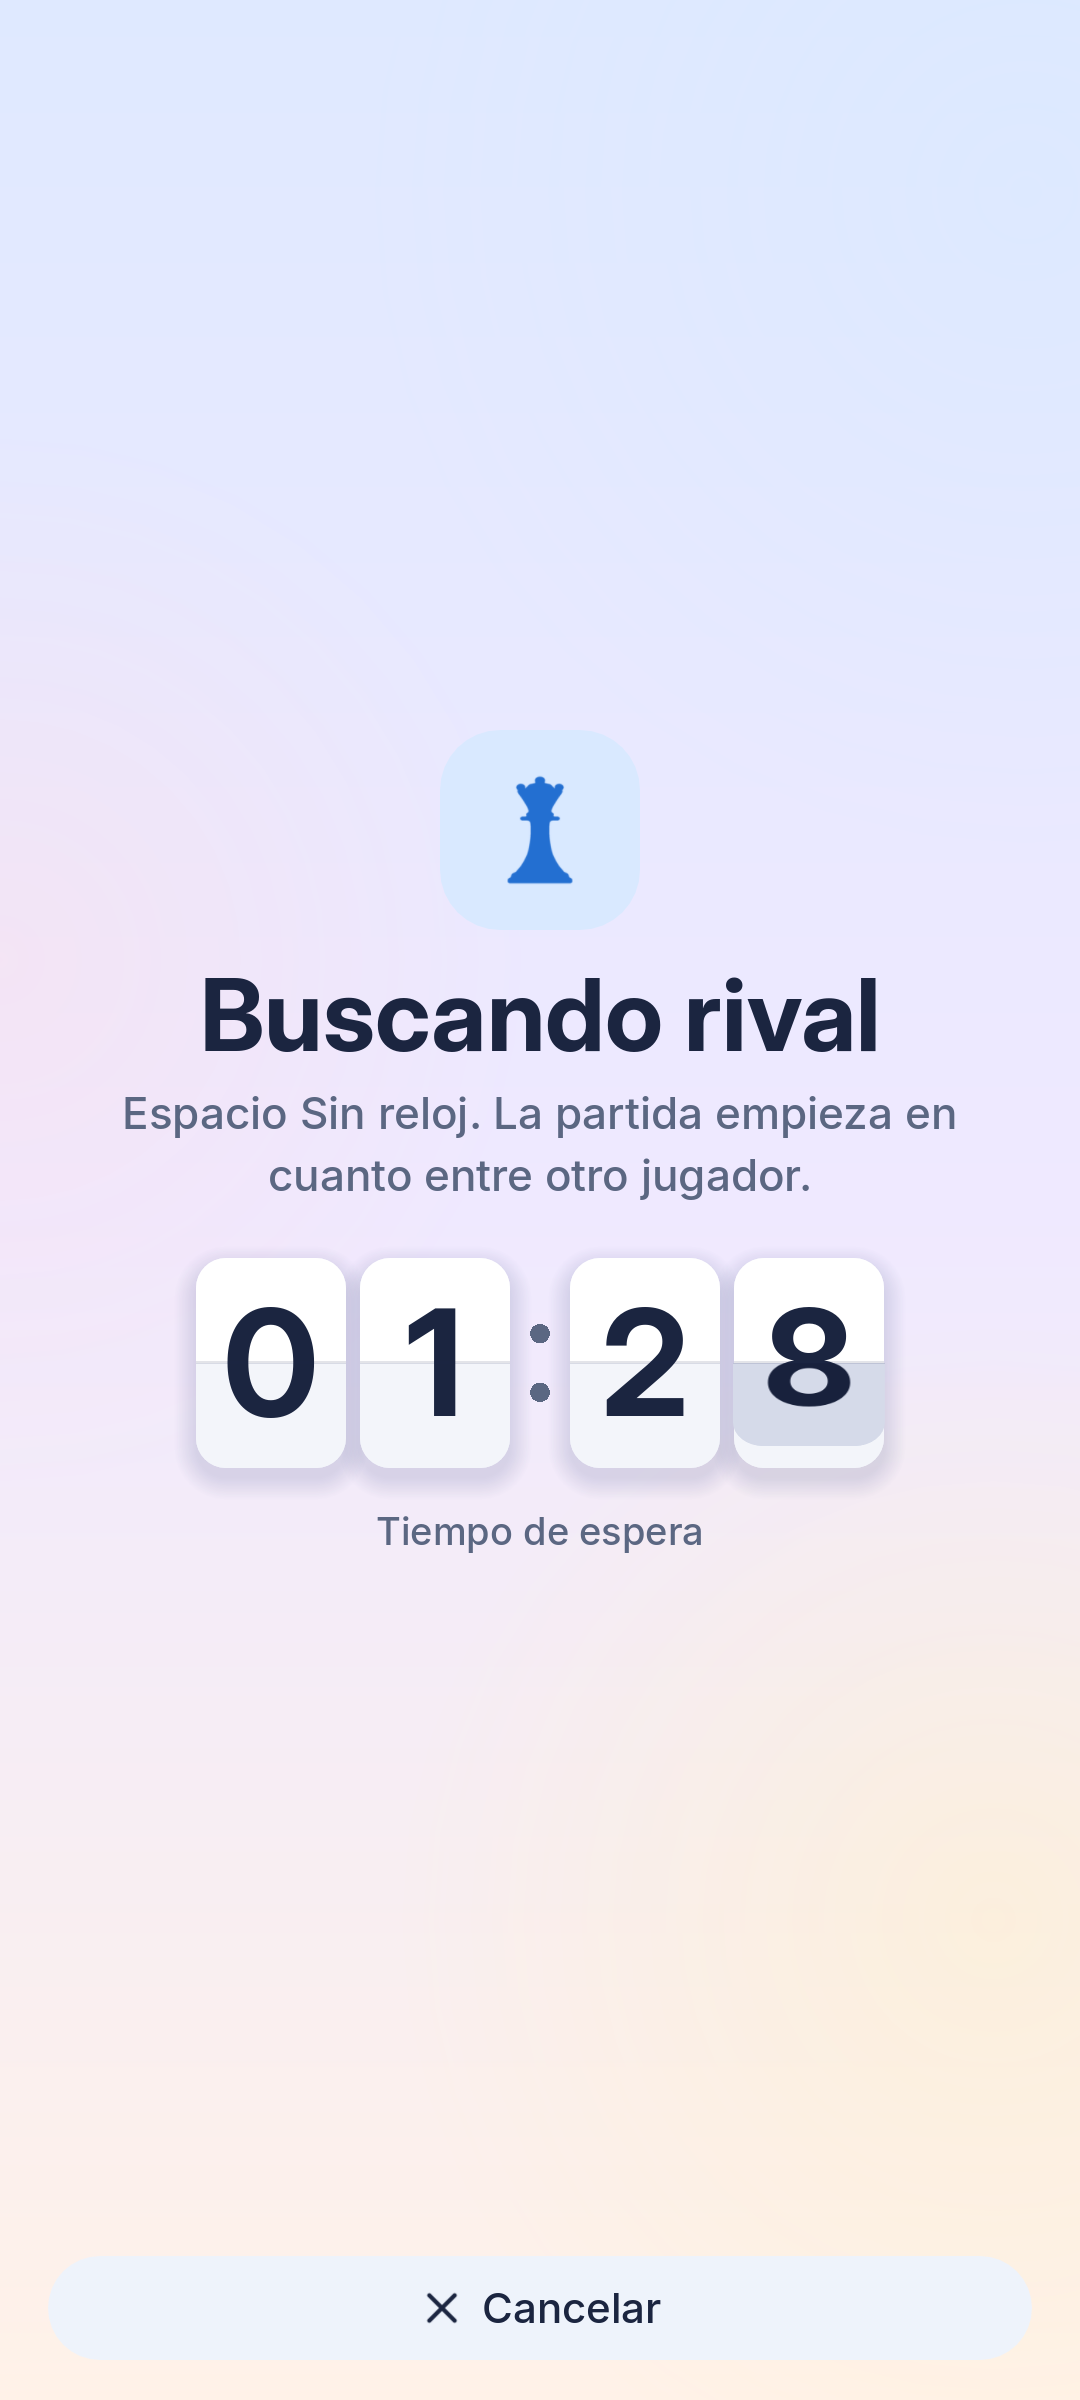 Buscando rival
Espacio Sin reloj. La partida empieza en
cuanto entre otro jugador.
01:28
Tiempo de espera
Cancelar